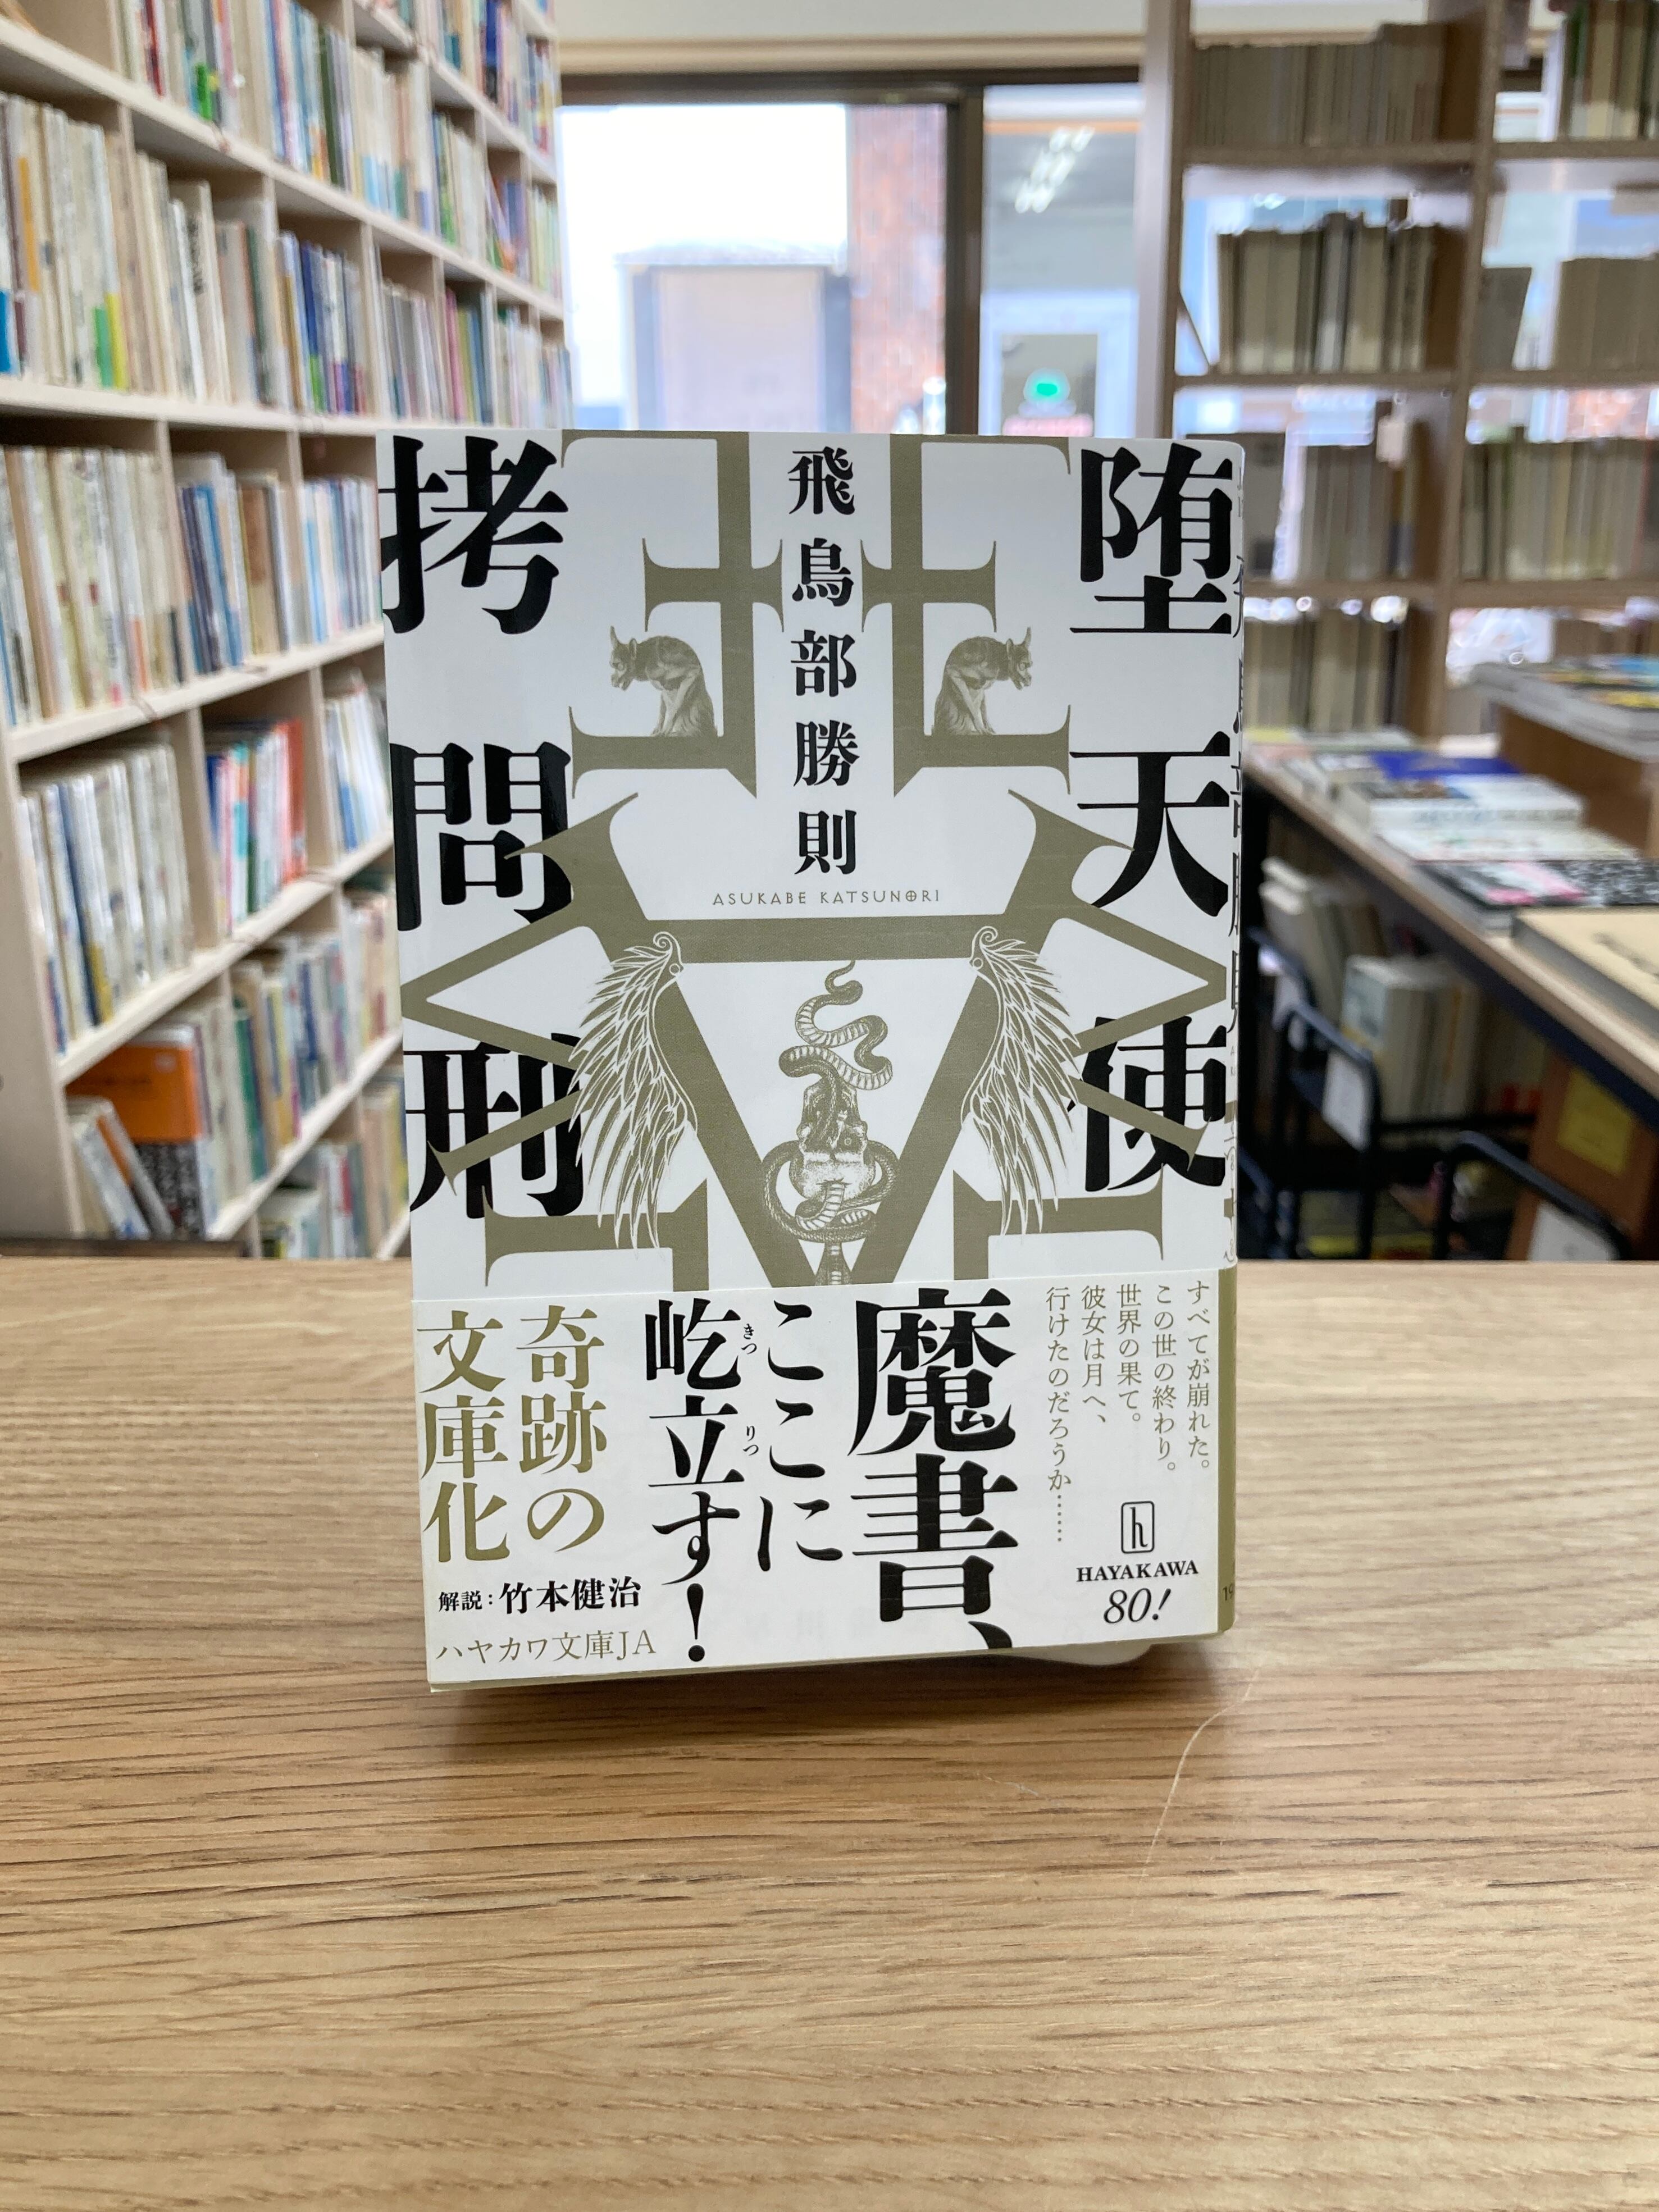 堕天使
拷問刑
飛鳥部勝則
ASUKABE KATSUNORI
すべてが崩れた。
この世の終わり。
世界の果て。
彼女は月へ、
行けたのだろうか……
魔書、
ここに
屹立す！
きつ
りつ
奇跡の
文庫化
解説：竹本健治
ハヤカワ文庫JA
h
HAYAKAWA
80!